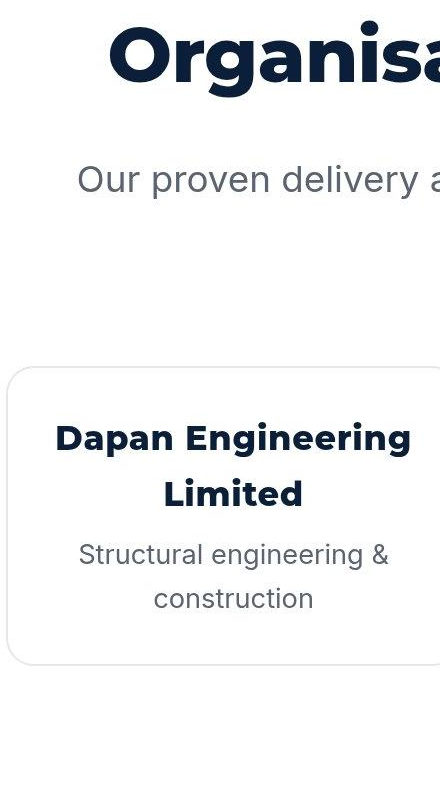 Organisa
Our proven delivery a
Dapan Engineering
Limited
Structural engineering &
construction